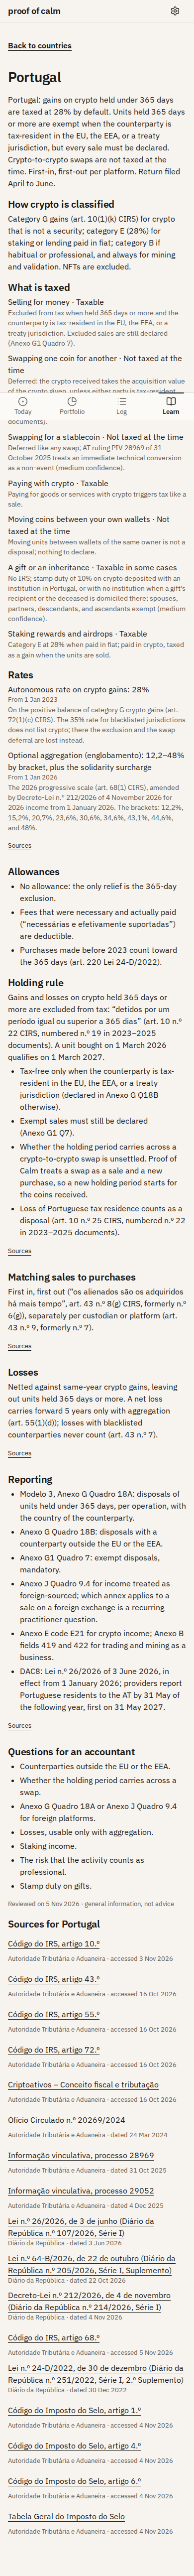 proof of calm
Back to countries
Portugal
Portugal: gains on crypto held under 365 days
are taxed at 28% by default. Units held 365 days
or more are exempt when the counterparty is
tax-resident in the EU, the EEA, or a treaty
jurisdiction, but every sale must be declared.
Crypto-to-crypto swaps are not taxed at the
time. First-in, first-out per platform. Return filed
April to June.
How crypto is classified
Category G gains (art. 10(1)(k) CIRS) for crypto
that is not a security; category E (28%) for
staking or lending paid in fiat; category B if
habitual or professional, and always for mining
and validation. NFTs are excluded.
What is taxed
Selling for money · Taxable
Excluded from tax when held 365 days or more and the
counterparty is tax-resident in the EU, the EEA, or a
treaty jurisdiction. Excluded sales are still declared
(Anexo G1 Quadro 7).
Swapping one coin for another · Not taxed at the
time
Deferred: the crypto received takes the acquisition value
of the crypto given, unless either party is tax-resident
Today
Portfolio
Log
Learn
documents).
Swapping for a stablecoin · Not taxed at the time
Deferred like any swap; AT ruling PIV 28969 of 31
October 2025 treats an immediate technical conversion
as a non-event (medium confidence).
Paying with crypto · Taxable
Paying for goods or services with crypto triggers tax like a
sale.
Moving coins between your own wallets · Not
taxed at the time
Moving units between wallets of the same owner is not a
disposal; nothing to declare.
A gift or an inheritance · Taxable in some cases
No IRS; stamp duty of 10% on crypto deposited with an
institution in Portugal, or with no institution when a gift's
recipient or the deceased is domiciled there; spouses,
partners, descendants, and ascendants exempt (medium
confidence).
Staking rewards and airdrops · Taxable
Category E at 28% when paid in fiat; paid in crypto, taxed
as a gain when the units are sold.
Rates
Autonomous rate on crypto gains: 28%
From 1 Jan 2023
On the positive balance of category G crypto gains (art.
72(1)(c) CIRS). The 35% rate for blacklisted jurisdictions
does not list crypto; there the exclusion and the swap
deferral are lost instead.
Optional aggregation (englobamento): 12,2–48%
by bracket, plus the solidarity surcharge
From 1 Jan 2026
The 2026 progressive scale (art. 68(1) CIRS), amended
by Decreto-Lei n.º 212/2026 of 4 November 2026 for
2026 income from 1 January 2026. The brackets: 12,2%,
15,2%, 20,7%, 23,6%, 30,6%, 34,6%, 43,1%, 44,6%,
and 48%.
Sources
Allowances
• No allowance: the only relief is the 365-day
exclusion.
• Fees that were necessary and actually paid
(“necessárias e efetivamente suportadas”)
are deductible.
• Purchases made before 2023 count toward
the 365 days (art. 220 Lei 24-D/2022).
Holding rule
Gains and losses on crypto held 365 days or
more are excluded from tax: “detidos por um
período igual ou superior a 365 dias” (art. 10 n.º
22 CIRS, numbered n.º 19 in 2023–2025
documents). A unit bought on 1 March 2026
qualifies on 1 March 2027.
• Tax-free only when the counterparty is tax-
resident in the EU, the EEA, or a treaty
jurisdiction (declared in Anexo G Q18B
otherwise).
• Exempt sales must still be declared
(Anexo G1 Q7).
• Whether the holding period carries across a
crypto-to-crypto swap is unsettled. Proof of
Calm treats a swap as a sale and a new
purchase, so a new holding period starts for
the coins received.
• Loss of Portuguese tax residence counts as a
disposal (art. 10 n.º 25 CIRS, numbered n.º 22
in 2023–2025 documents).
Sources
Matching sales to purchases
First in, first out (“os alienados são os adquiridos
há mais tempo”, art. 43 n.º 8(g) CIRS, formerly n.º
6(g)), separately per custodian or platform (art.
43 n.º 9, formerly n.º 7).
Sources
Losses
Netted against same-year crypto gains, leaving
out units held 365 days or more. A net loss
carries forward 5 years only with aggregation
(art. 55(1)(d)); losses with blacklisted
counterparties never count (art. 43 n.º 7).
Sources
Reporting
• Modelo 3, Anexo G Quadro 18A: disposals of
units held under 365 days, per operation, with
the country of the counterparty.
• Anexo G Quadro 18B: disposals with a
counterparty outside the EU or the EEA.
• Anexo G1 Quadro 7: exempt disposals,
mandatory.
• Anexo J Quadro 9.4 for income treated as
foreign-sourced; which annex applies to a
sale on a foreign exchange is a recurring
practitioner question.
• Anexo E code E21 for crypto income; Anexo B
fields 419 and 422 for trading and mining as a
business.
• DAC8: Lei n.º 26/2026 of 3 June 2026, in
effect from 1 January 2026; providers report
Portuguese residents to the AT by 31 May of
the following year, first on 31 May 2027.
Sources
Questions for an accountant
• Counterparties outside the EU or the EEA.
• Whether the holding period carries across a
swap.
• Anexo G Quadro 18A or Anexo J Quadro 9.4
for foreign platforms.
• Losses, usable only with aggregation.
• Staking income.
• The risk that the activity counts as
professional.
• Stamp duty on gifts.
Reviewed on 5 Nov 2026 · general information, not advice
Sources for Portugal
Código do IRS, artigo 10.º
Autoridade Tributária e Aduaneira · accessed 3 Nov 2026
Código do IRS, artigo 43.º
Autoridade Tributária e Aduaneira · accessed 16 Oct 2026
Código do IRS, artigo 55.º
Autoridade Tributária e Aduaneira · accessed 16 Oct 2026
Código do IRS, artigo 72.º
Autoridade Tributária e Aduaneira · accessed 16 Oct 2026
Criptoativos – Conceito fiscal e tributação
Autoridade Tributária e Aduaneira · accessed 16 Oct 2026
Ofício Circulado n.º 20269/2024
Autoridade Tributária e Aduaneira · dated 24 Mar 2024
Informação vinculativa, processo 28969
Autoridade Tributária e Aduaneira · dated 31 Oct 2025
Informação vinculativa, processo 29052
Autoridade Tributária e Aduaneira · dated 4 Dec 2025
Lei n.º 26/2026, de 3 de junho (Diário da
República n.º 107/2026, Série I)
Diário da República · dated 3 Jun 2026
Lei n.º 64-B/2026, de 22 de outubro (Diário da
República n.º 205/2026, Série I, Suplemento)
Diário da República · dated 22 Oct 2026
Decreto-Lei n.º 212/2026, de 4 de novembro
(Diário da República n.º 214/2026, Série I)
Diário da República · dated 4 Nov 2026
Código do IRS, artigo 68.º
Autoridade Tributária e Aduaneira · accessed 5 Nov 2026
Lei n.º 24-D/2022, de 30 de dezembro (Diário da
República n.º 251/2022, Série I, 2.º Suplemento)
Diário da República · dated 30 Dec 2022
Código do Imposto do Selo, artigo 1.º
Autoridade Tributária e Aduaneira · accessed 4 Nov 2026
Código do Imposto do Selo, artigo 4.º
Autoridade Tributária e Aduaneira · accessed 4 Nov 2026
Código do Imposto do Selo, artigo 6.º
Autoridade Tributária e Aduaneira · accessed 4 Nov 2026
Tabela Geral do Imposto do Selo
Autoridade Tributária e Aduaneira · accessed 4 Nov 2026